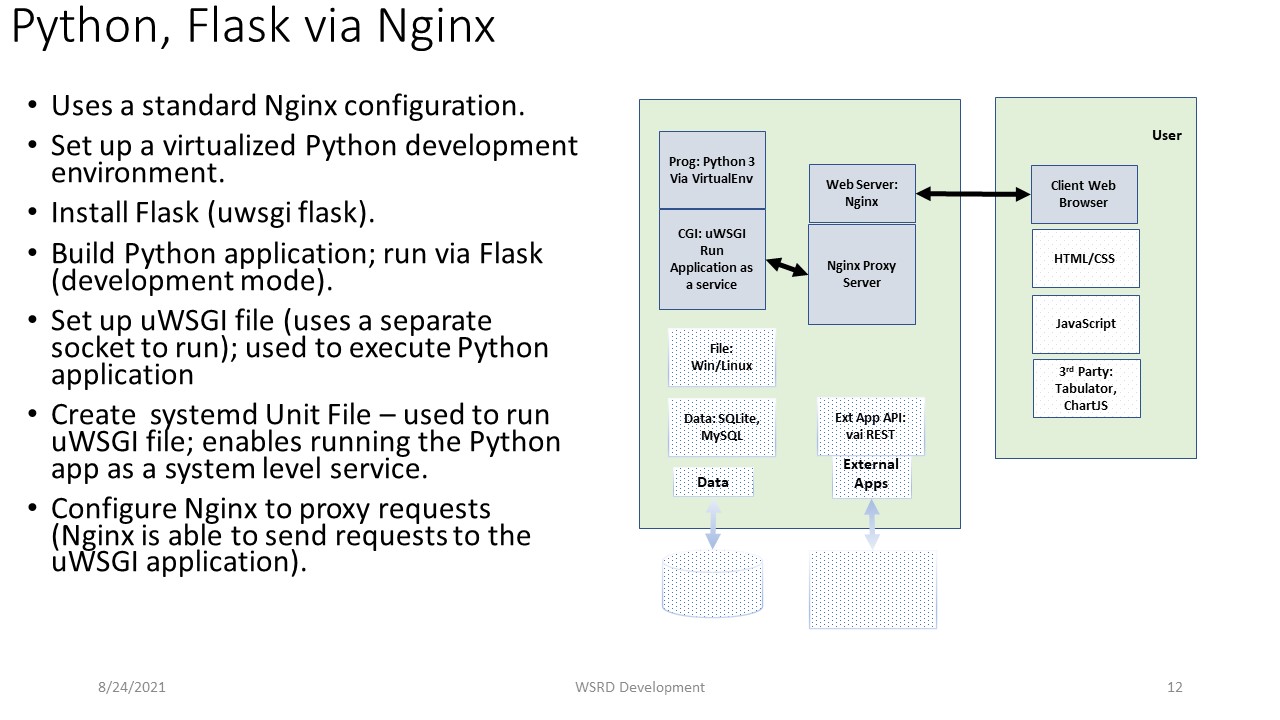 Python, Flask via Nginx
• Uses a standard Nginx configuration.
• Set up a virtualized Python development
environment.
• Install Flask (uwsgi flask).
• Build Python application; run via Flask
(development mode).
• Set up uWSGI file (uses a separate
socket to run); used to execute Python
application
• Create  systemd Unit File – used to run
uWSGI file; enables running the Python
app as a system level service.
• Configure Nginx to proxy requests
(Nginx is able to send requests to the
uWSGI application).
Prog: Python 3
Via VirtualEnv
CGI: uWSGI
Run
Application as
a service
File:
Win/Linux
Data: SQLite,
MySQL
Data
Web Server:
Nginx
Nginx Proxy
Server
Ext App API:
vai REST
External
Apps
User
Client Web
Browser
HTML/CSS
JavaScript
3rd Party:
Tabulator,
ChartJS
8/24/2021
WSRD Development
12